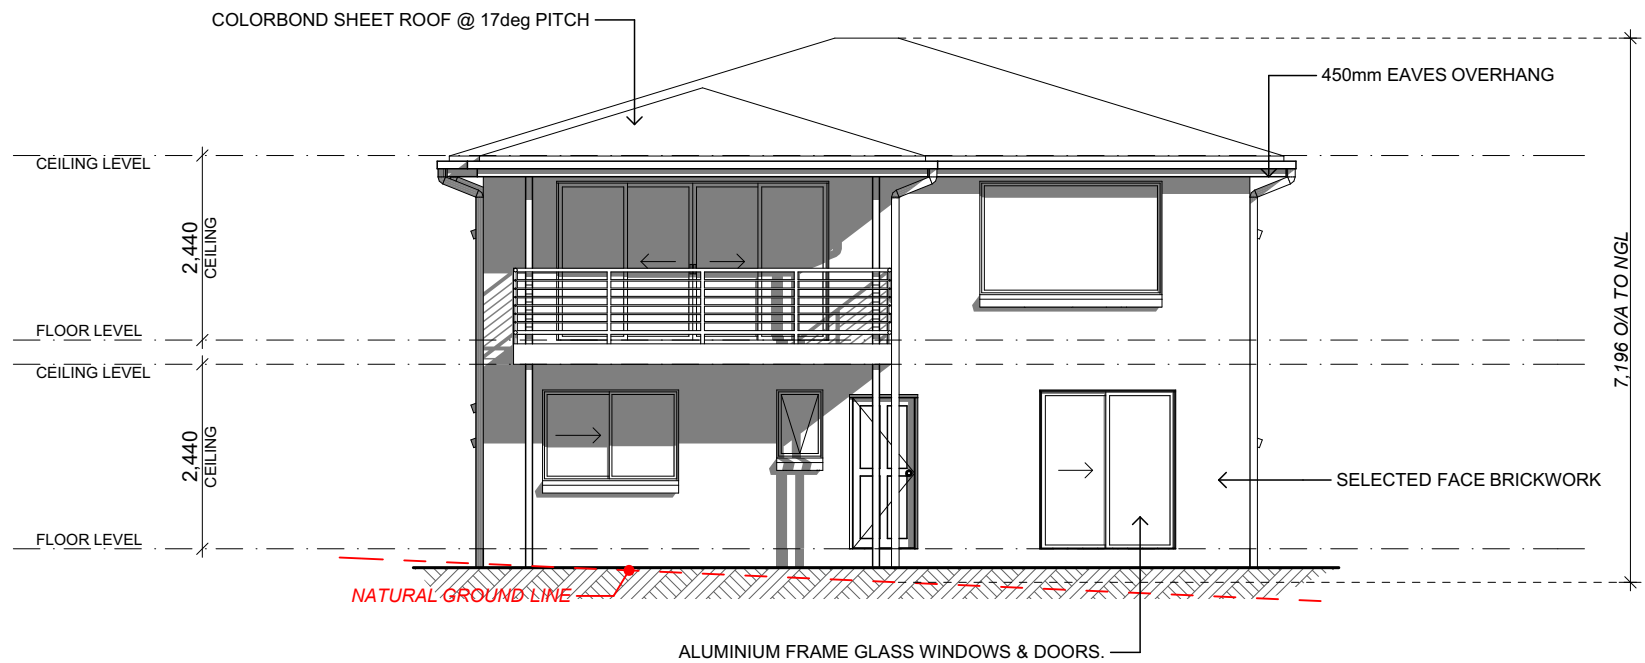 COLORBOND SHEET ROOF @ 17deg PITCH
450mm EAVES OVERHANG
CEILING LEVEL
2,440
CEILING
FLOOR LEVEL
CEILING LEVEL
2,440
CEILING
FLOOR LEVEL
7,196 O/A TO NGL
SELECTED FACE BRICKWORK
NATURAL GROUND LINE
ALUMINIUM FRAME GLASS WINDOWS & DOORS.